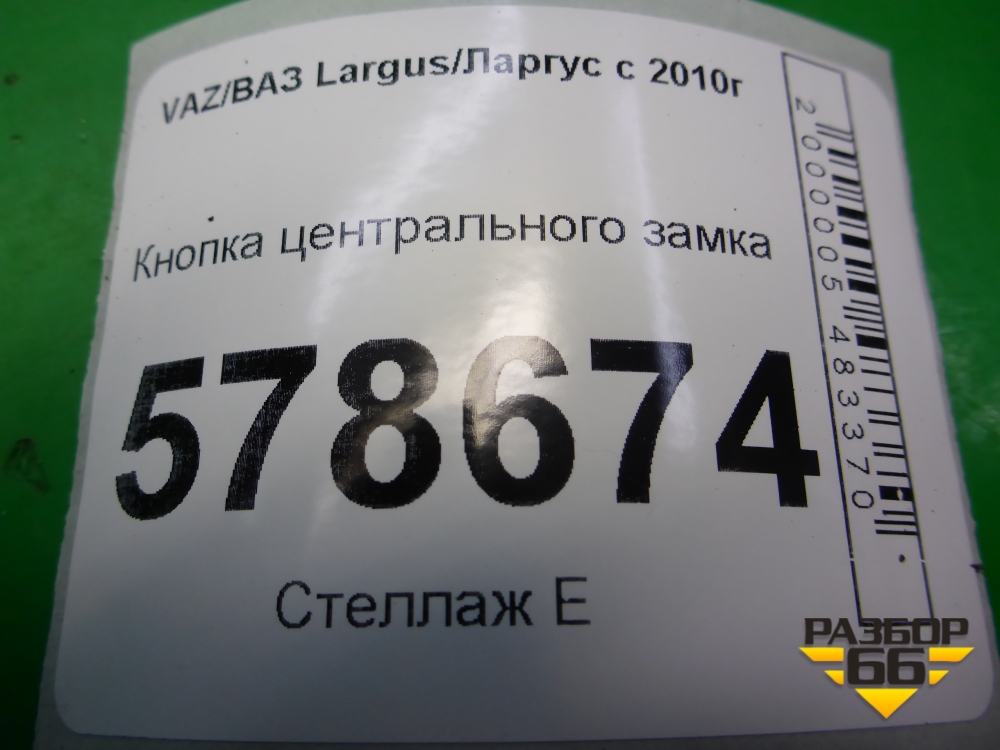 VAZ/ВАЗ Largus/Ларгус с 2010г
Кнопка центрального замка
578674
Стеллаж Е
2000005483370
РАЗБОР
66